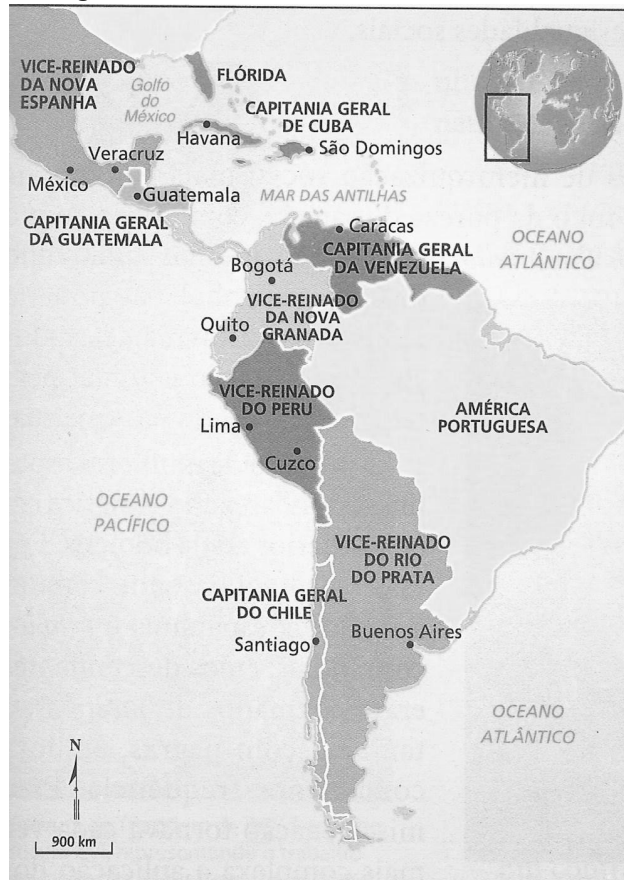 VICE-REINADO
DA NOVA
ESPANHA
Golfo
do
México
FLÓRIDA
CAPITANIA GERAL
DE CUBA
Havana
São Domingos
Veracruz
México
Guatemala
MAR DAS ANTILHAS
CAPITANIA GERAL
DA GUATEMALA
Caracas
CAPITANIA GERAL
DA VENEZUELA
OCEANO
ATLÂNTICO
Bogotá
VICE-REINADO
DA NOVA
GRANADA
Quito
VICE-REINADO
DO PERU
Lima
Cuzco
AMÉRICA
PORTUGUESA
OCEANO
PACÍFICO
VICE-REINADO
DO RIO
DO PRATA
CAPITANIA GERAL
DO CHILE
Santiago
Buenos Aires
OCEANO
ATLÂNTICO
N
900 km